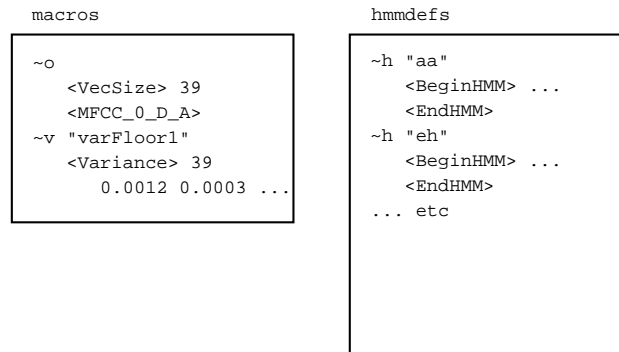 macros
~o
<VecSize> 39
<MFCC_0_D_A>
~v "varFloor1"
<Variance> 39
0.0012 0.0003 ...
hmmdefs
~h "aa"
<BeginHMM> ...
<EndHMM>
~h "eh"
<BeginHMM> ...
<EndHMM>
... etc